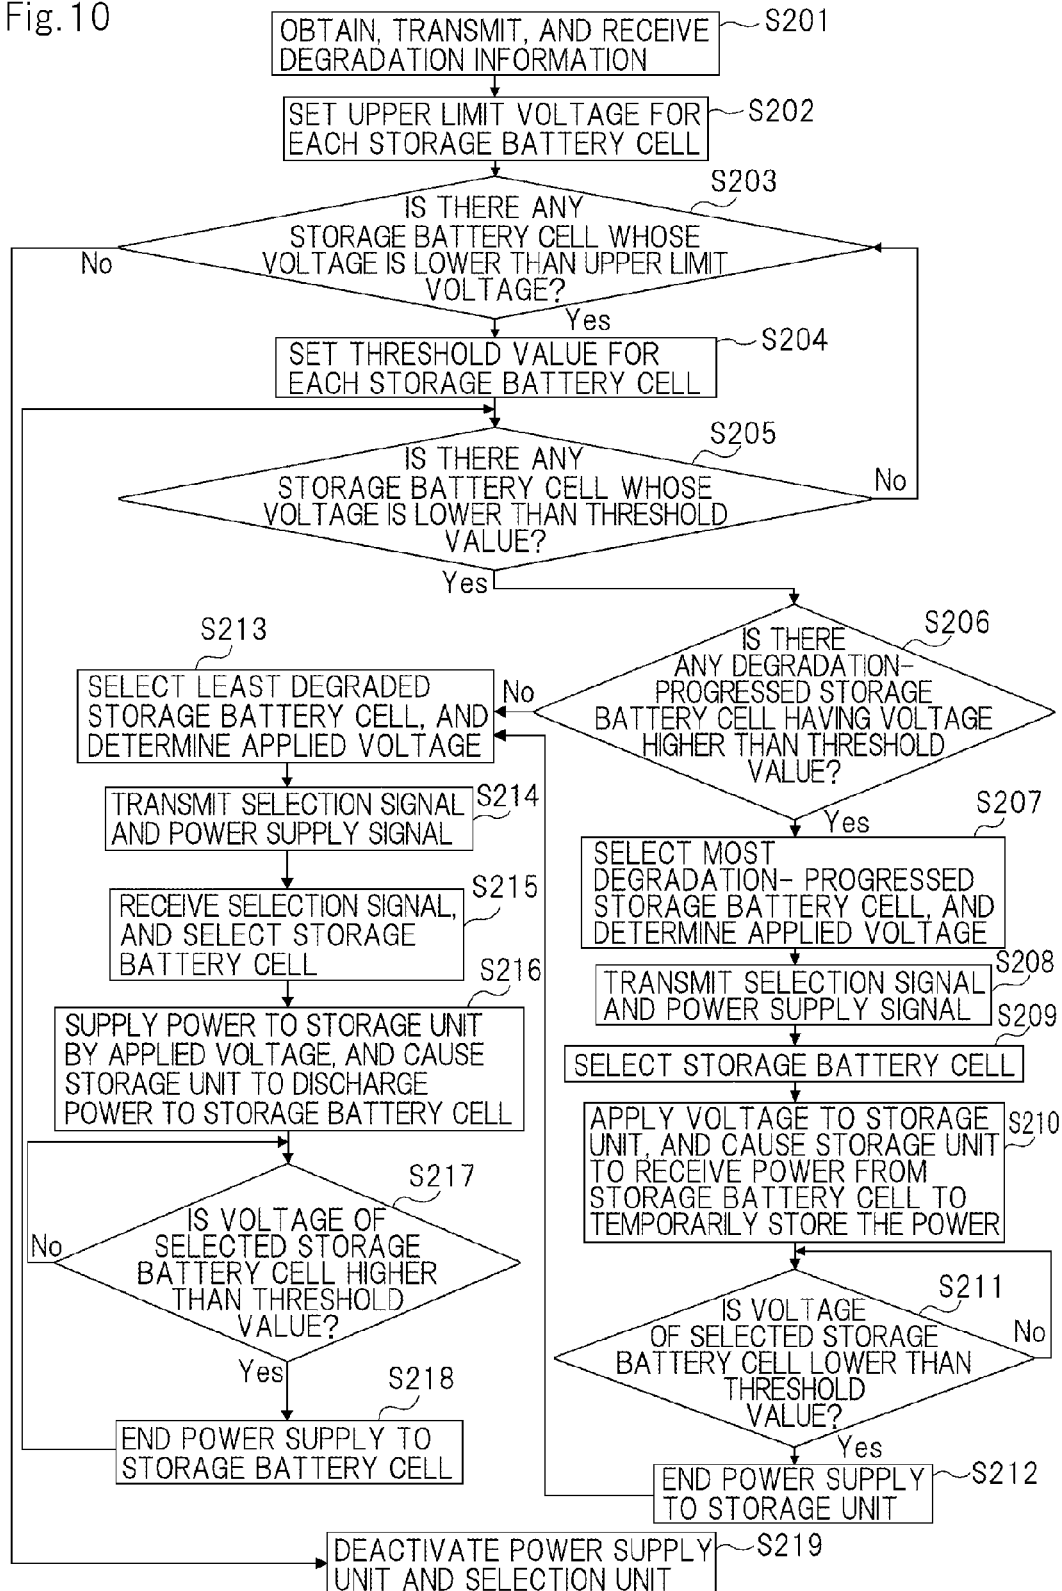 Fig.10
OBTAIN, TRANSMIT, AND RECEIVE
DEGRADATION INFORMATION
S201
SET UPPER LIMIT VOLTAGE FOR
EACH STORAGE BATTERY CELL
S202
S203
IS THERE ANY
STORAGE BATTERY CELL WHOSE
VOLTAGE IS LOWER THAN UPPER LIMIT
VOLTAGE?
No
Yes
SET THRESHOLD VALUE FOR
EACH STORAGE BATTERY CELL
S204
S205
IS THERE ANY
STORAGE BATTERY CELL WHOSE
VOLTAGE IS LOWER THAN THRESHOLD
VALUE?
No
Yes
S206
IS THERE
ANY DEGRADATION-
PROGRESSED STORAGE
BATTERY CELL HAVING VOLTAGE
HIGHER THAN THRESHOLD
VALUE?
No
Yes
S207
SELECT MOST
DEGRADATION- PROGRESSED
STORAGE BATTERY CELL, AND
DETERMINE APPLIED VOLTAGE
S208
TRANSMIT SELECTION SIGNAL
AND POWER SUPPLY SIGNAL
S209
SELECT STORAGE BATTERY CELL
S210
APPLY VOLTAGE TO STORAGE
UNIT, AND CAUSE STORAGE UNIT
TO RECEIVE POWER FROM
STORAGE BATTERY CELL TO
TEMPORARILY STORE THE POWER
S211
IS VOLTAGE
OF SELECTED STORAGE
BATTERY CELL LOWER THAN
THRESHOLD
VALUE?
No
Yes
END POWER SUPPLY
TO STORAGE UNIT
S212
S213
SELECT LEAST DEGRADED
STORAGE BATTERY CELL, AND
DETERMINE APPLIED VOLTAGE
S214
TRANSMIT SELECTION SIGNAL
AND POWER SUPPLY SIGNAL
S215
RECEIVE SELECTION SIGNAL,
AND SELECT STORAGE
BATTERY CELL
S216
SUPPLY POWER TO STORAGE UNIT
BY APPLIED VOLTAGE, AND CAUSE
STORAGE UNIT TO DISCHARGE
POWER TO STORAGE BATTERY CELL
S217
IS VOLTAGE OF
SELECTED STORAGE
BATTERY CELL HIGHER
THAN THRESHOLD
VALUE?
No
Yes
S218
END POWER SUPPLY TO
STORAGE BATTERY CELL
DEACTIVATE POWER SUPPLY
UNIT AND SELECTION UNIT
S219